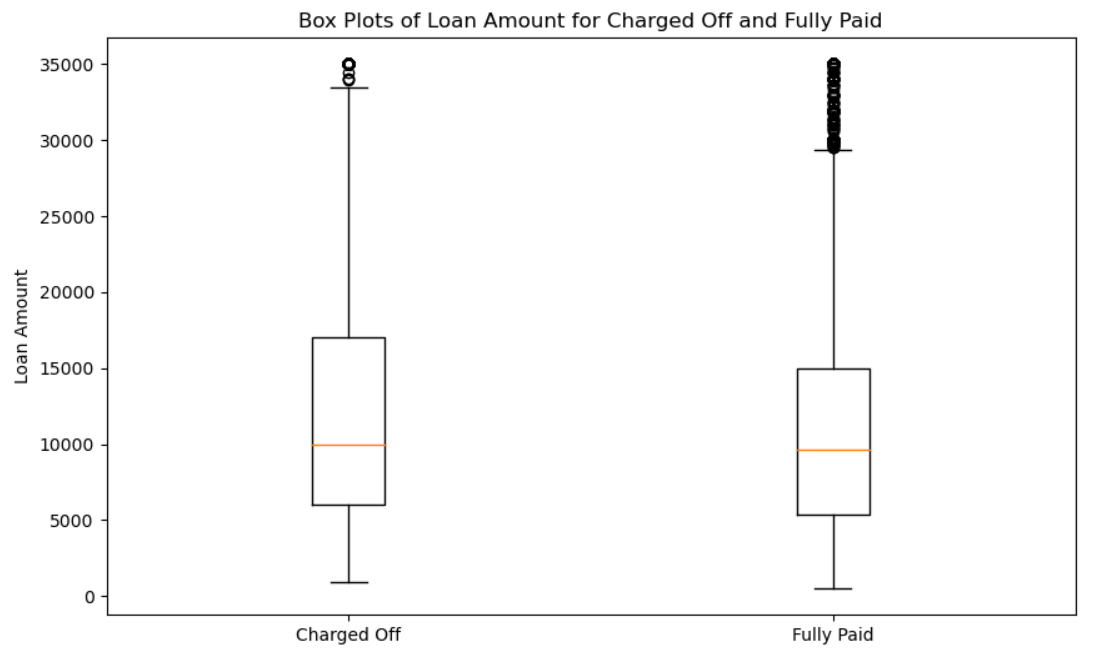 Box Plots of Loan Amount for Charged Off and Fully Paid
Loan Amount
35000
30000
25000
20000
15000
10000
5000
0
Charged Off
Fully Paid